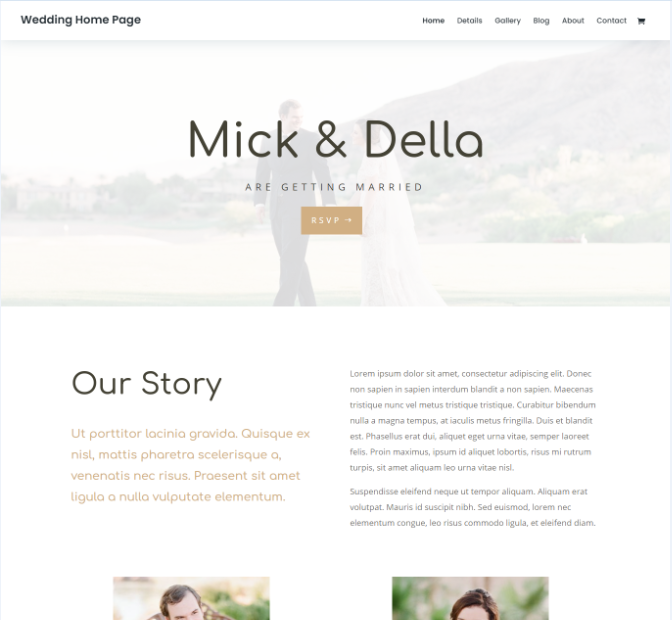 Wedding Home Page
Home Details Gallery Blog About Contact
Mick & Della
ARE GETTING MARRIED
RSVP →
Our Story
Ut porttitor lacinia gravida. Quisque ex
nisl, mattis pharetra scelerisque a,
venenatis nec risus. Praesent sit amet
ligula a nulla vulputate elementum.
Lorem ipsum dolor sit amet, consectetur adipiscing elit. Donec
non sapien in sapien interdum blandit a non sapien. Maecenas
tristique nunc vel metus tristique tristique. Curabitur bibendum
nulla a magna tempus, at iaculis metus fringilla. Duis et blandit
est. Phasellus erat dui, aliquet eget urna vitae, semper laoreet
felis. Proin maximus, ipsum id aliquet lobortis, risus mi rutrum
turpis, sit amet aliquam leo urna vitae nisl.
Suspendisse eleifend neque ut tempor aliquam. Aliquam erat
volutpat. Mauris id suscipit nibh. Sed euismod, lorem nec
elementum congue, leo risus commodo ligula, et eleifend diam.